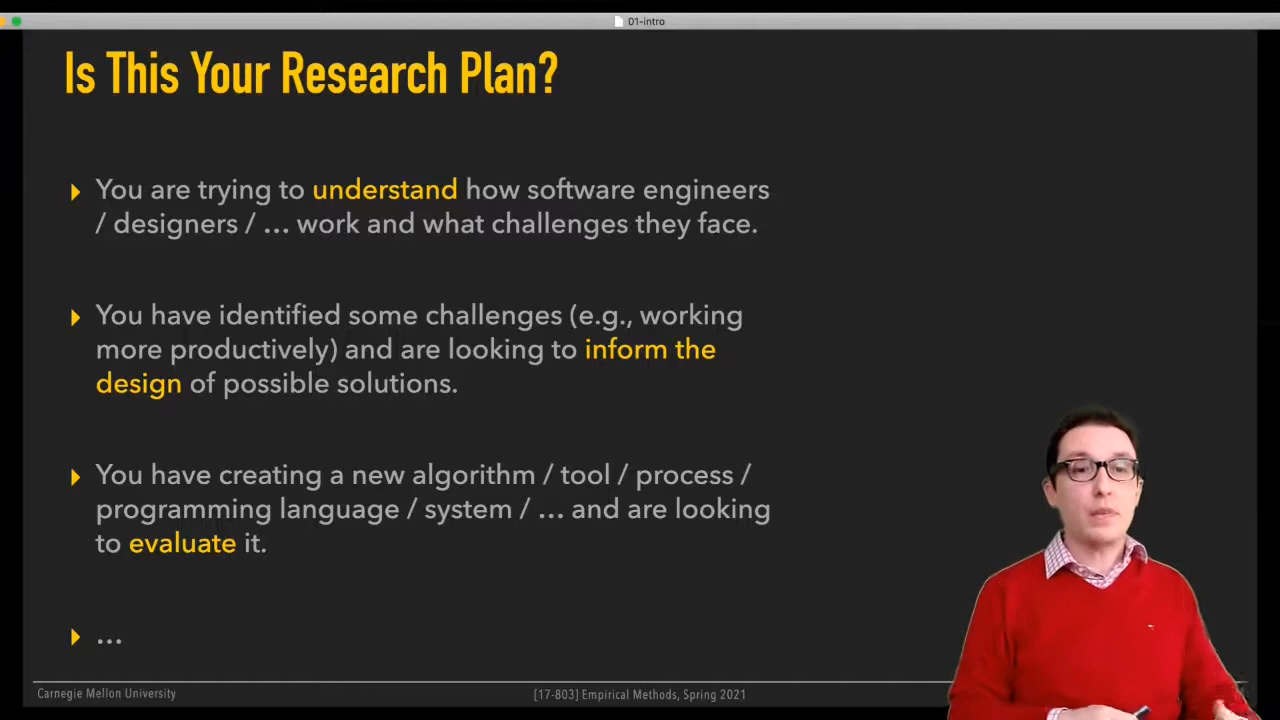 01-intro
Is This Your Research Plan?
You are trying to understand how software engineers
/ designers / … work and what challenges they face.
You have identified some challenges (e.g., working
more productively) and are looking to inform the
design of possible solutions.
You have creating a new algorithm / tool / process /
programming language / system / … and are looking
to evaluate it.
…
Carnegie Mellon University
[17-803] Empirical Methods, Spring 2021